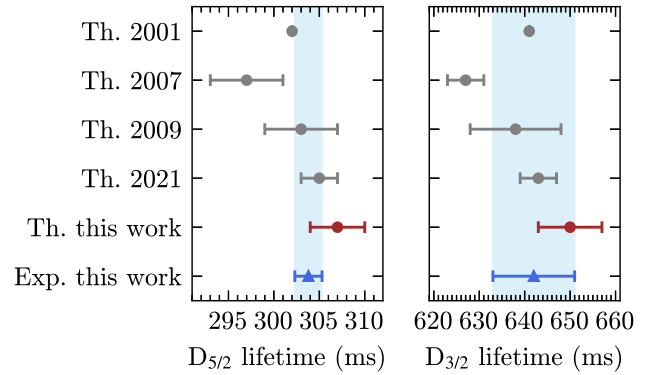 Th. 2001
Th. 2007
Th. 2009
Th. 2021
Th. this work
Exp. this work
295 300 305 310
620 630 640 650 660
D5/2 lifetime (ms)
D3/2 lifetime (ms)